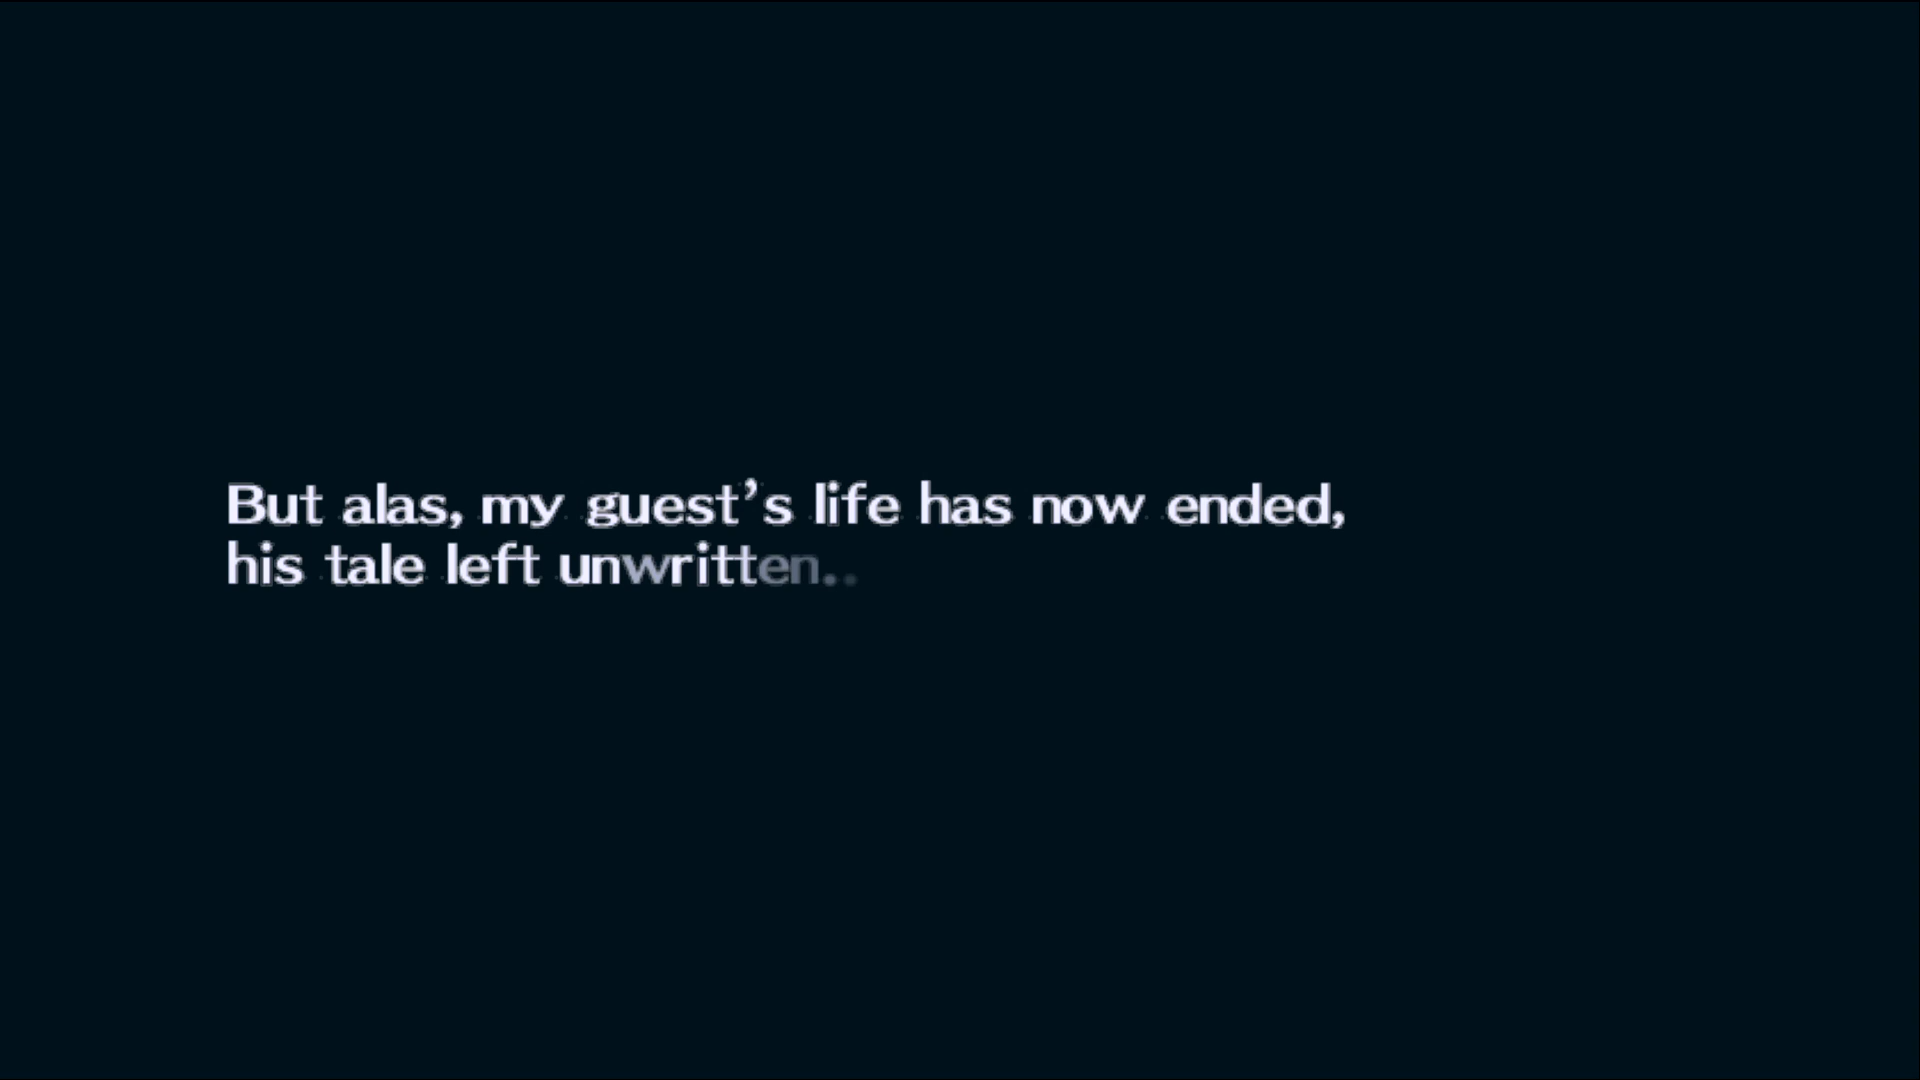 But alas, my guest’s life has now ended,
his tale left unwritten..